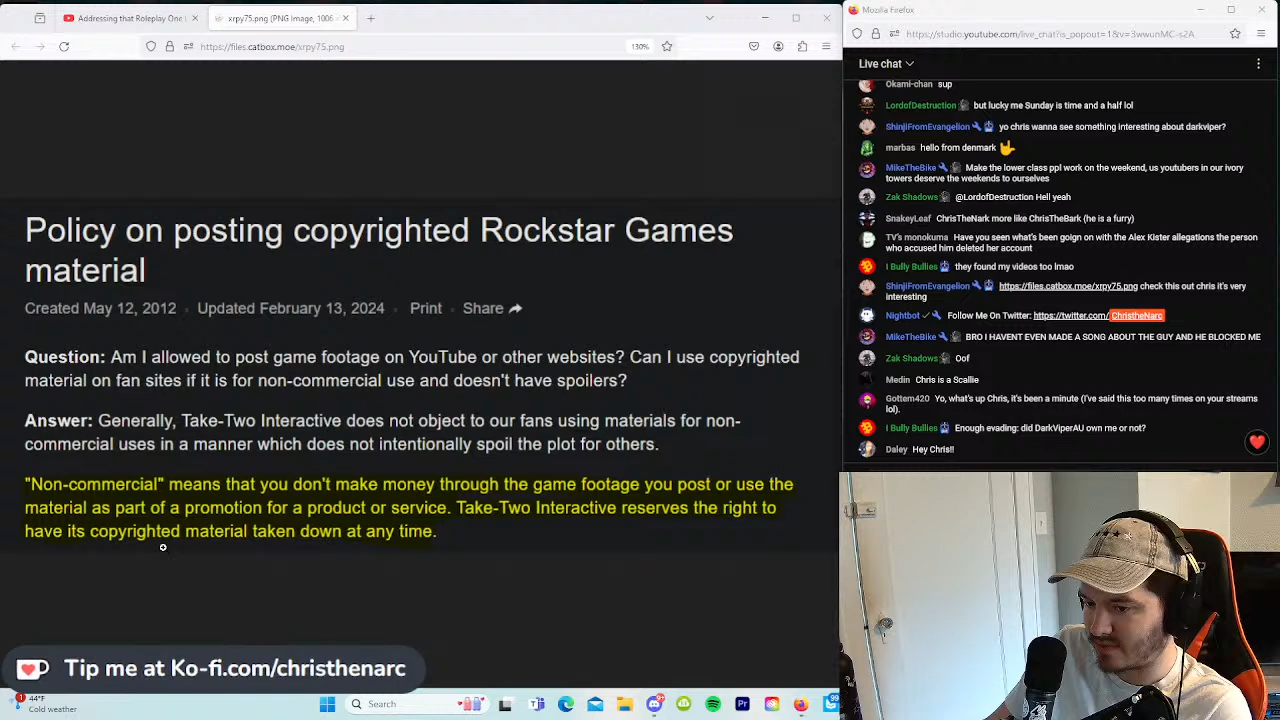 Addressing that Roleplay One
xrpy75.png (PNG Image, 1006
https://files.catbox.moe/xrpy75.png
130%
Policy on posting copyrighted Rockstar Games
material
Created May 12, 2012 · Updated February 13, 2024 · Print · Share
Question: Am I allowed to post game footage on YouTube or other websites? Can I use copyrighted
material on fan sites if it is for non-commercial use and doesn't have spoilers?
Answer: Generally, Take-Two Interactive does not object to our fans using materials for non-
commercial uses in a manner which does not intentionally spoil the plot for others.
"Non-commercial" means that you don't make money through the game footage you post or use the
material as part of a promotion for a product or service. Take-Two Interactive reserves the right to
have its copyrighted material taken down at any time.
Tip me at Ko-fi.com/christhenarc
1
44°F
Cold weather
Search
99
Mozilla Firefox
https://studio.youtube.com/live_chat?is_popout=1&v=3wwunMC-s2A
Live chat
Okami-chan sup
LordofDestruction but lucky me Sunday is time and a half lol
ShinjiFromEvangelion yo chris wanna see something interesting about darkviper?
marbas hello from denmark
MikeTheBike Make the lower class ppl work on the weekend, us youtubers in our ivory
towers deserve the weekends to ourselves
Zak Shadows @LordofDestruction Hell yeah
SnakeyLeaf ChrisTheNark more like ChrisTheBark (he is a furry)
TV's monokuma Have you seen what's been goign on with the Alex Kister allegations the person
who accused him deleted her account
I Bully Bullies they found my videos too lmao
ShinjiFromEvangelion https://files.catbox.moe/xrpy75.png check this out chris it's very
interesting
Nightbot Follow Me On Twitter: https://twitter.com/ChristheNarc
MikeTheBike BRO I HAVENT EVEN MADE A SONG ABOUT THE GUY AND HE BLOCKED ME
Zak Shadows Oof
Medin Chris is a Scallie
Gottem420 Yo, what's up Chris, it's been a minute (I've said this too many times on your streams
lol).
I Bully Bullies Enough evading: did DarkViperAU own me or not?
Daley Hey Chris!!